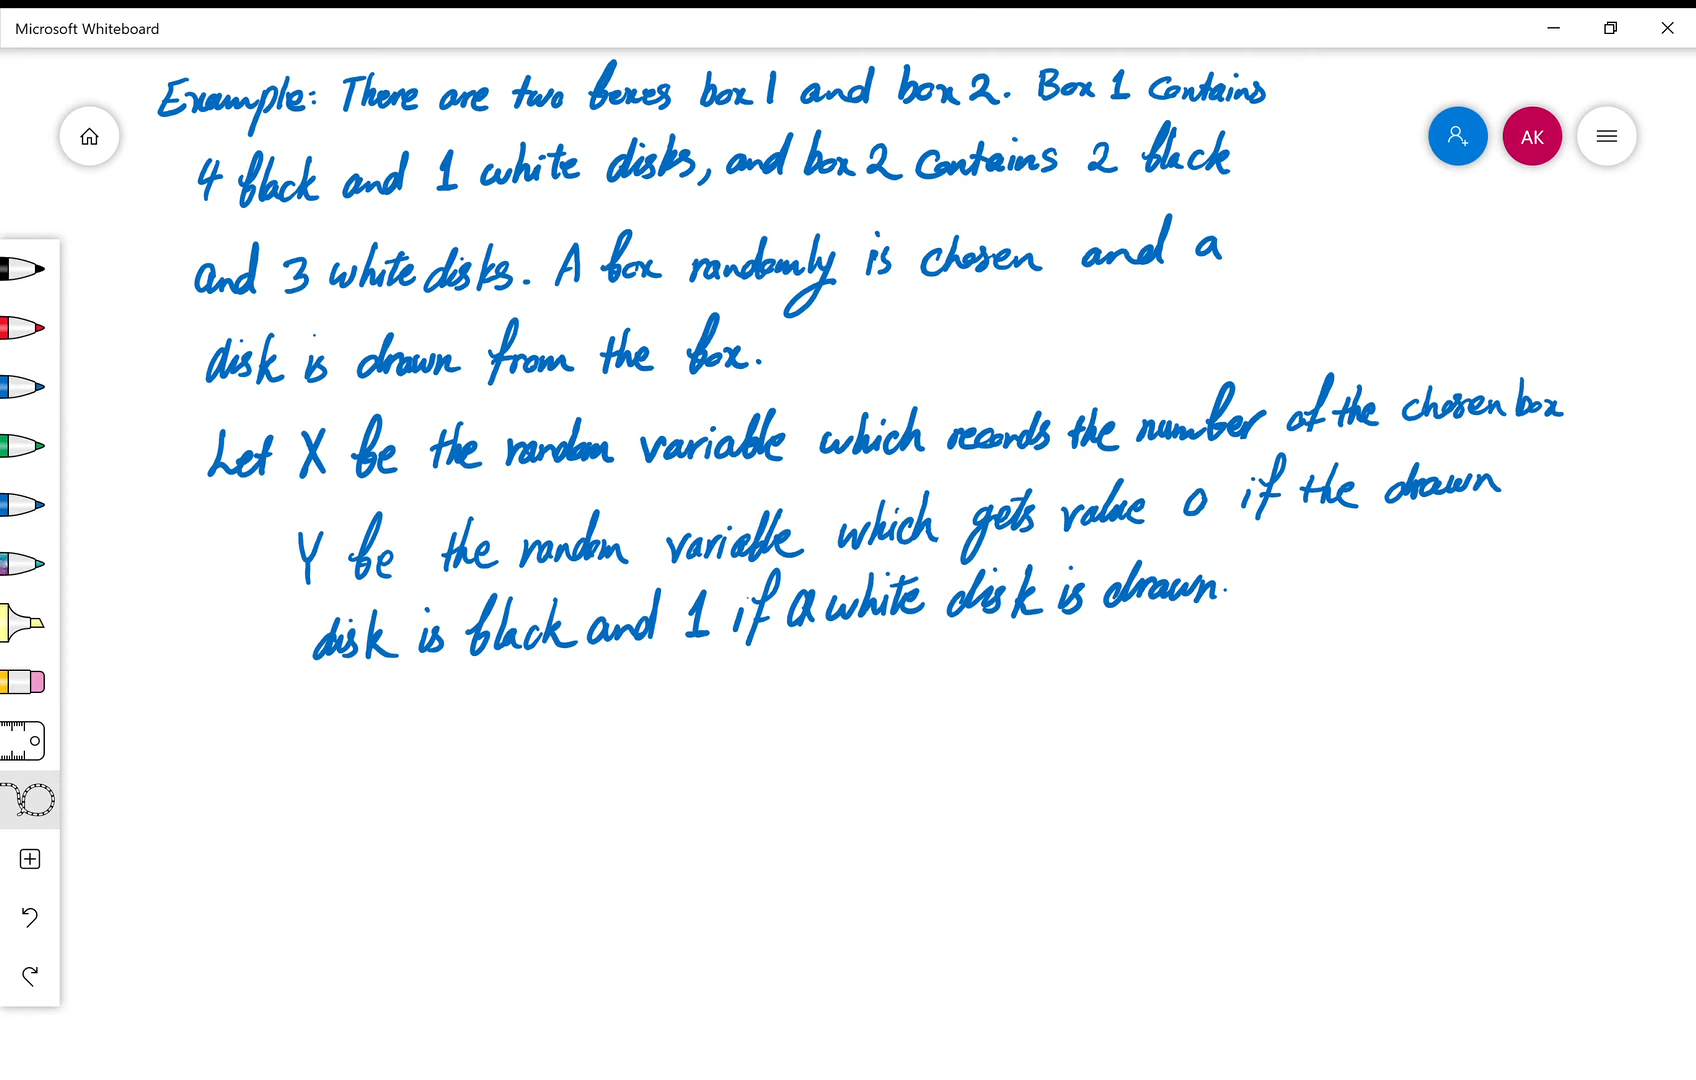 Microsoft Whiteboard
Example: There are two boxes box 1 and box 2. Box 1 contains
4 black and 1 white disks, and box 2 contains 2 black
AK
and 3 white disks. A box randomly is chosen and a
disk is drawn from the box.
Let X be the random variable which records the number of the chosen box
Y be the random variable which gets value 0 if the drawn
disk is black and 1 if a white disk is drawn.